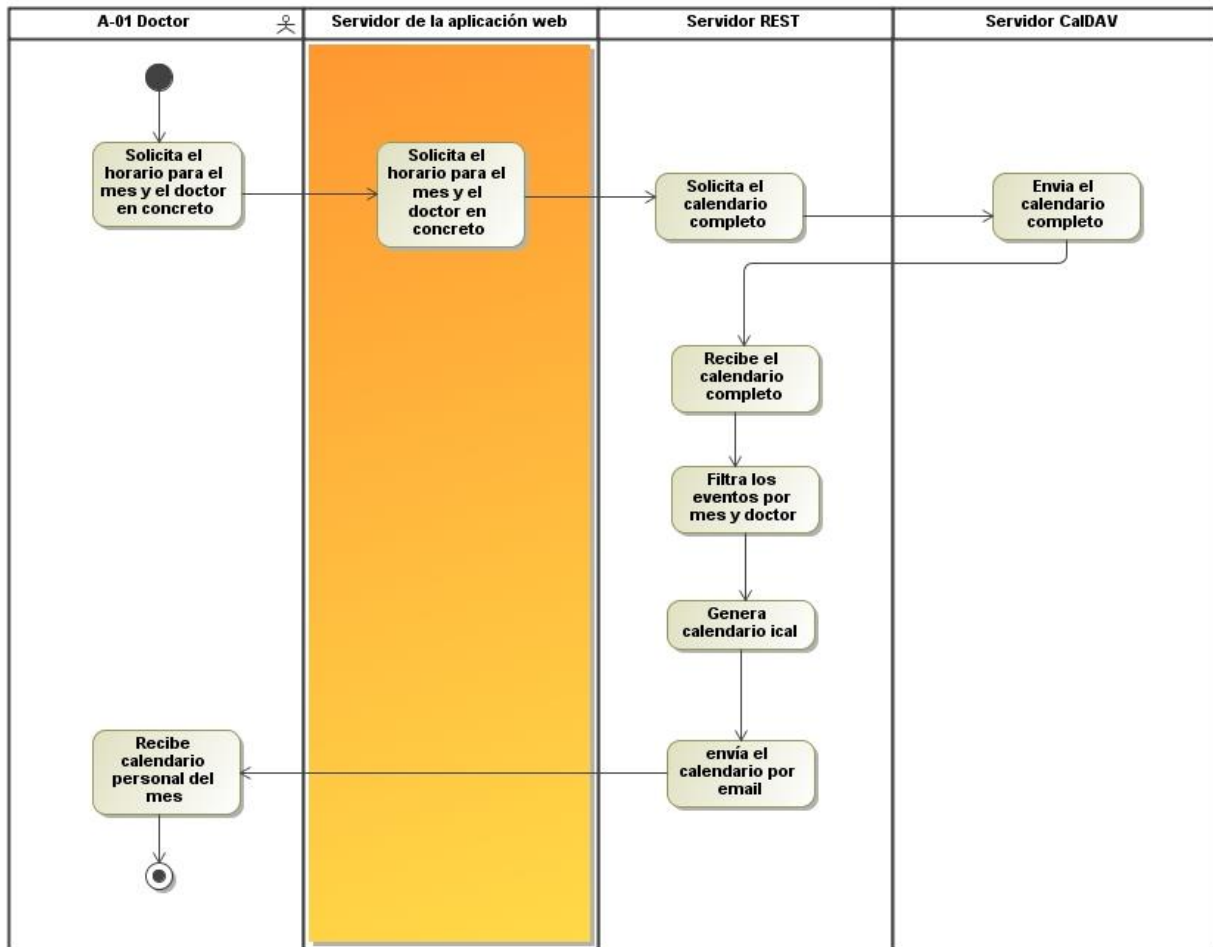 A-01 Doctor
Servidor de la aplicación web
Servidor REST
Servidor CalDAV
Solicita el
horario para el
mes y el doctor
en concreto
Solicita el
horario para el
mes y el
doctor en
concreto
Solicita el
calendario
completo
Envia el
calendario
completo
Recibe el
calendario
completo
Filtra los
eventos por
mes y doctor
Genera
calendario ical
envía el
calendario por
email
Recibe
calendario
personal del
mes